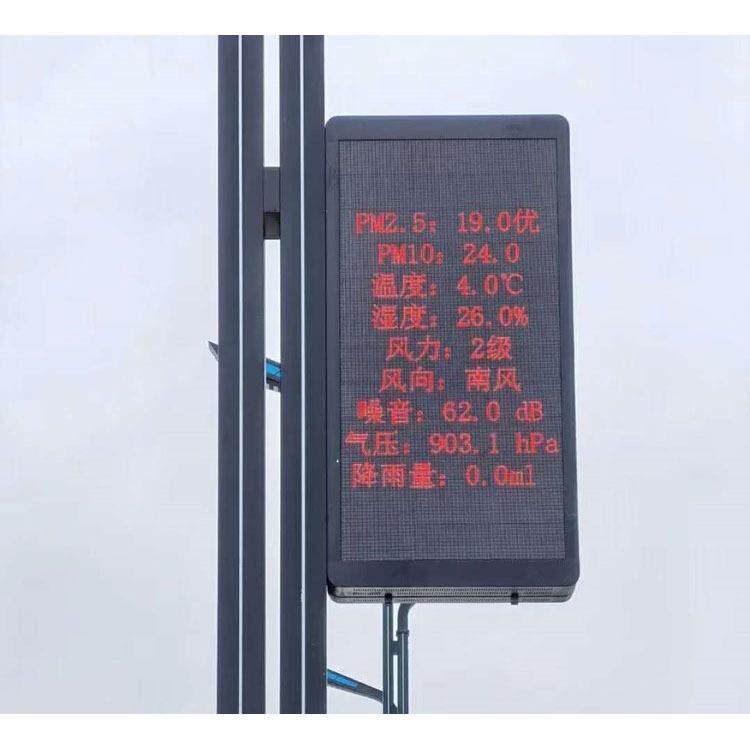 PM2.5：19.0优
PM10：24.0
温度：4.0℃
湿度：26.0%
风力：2级
风向：南风
噪音：62.0 dB
气压：903.1 hPa
降雨量：0.0ml